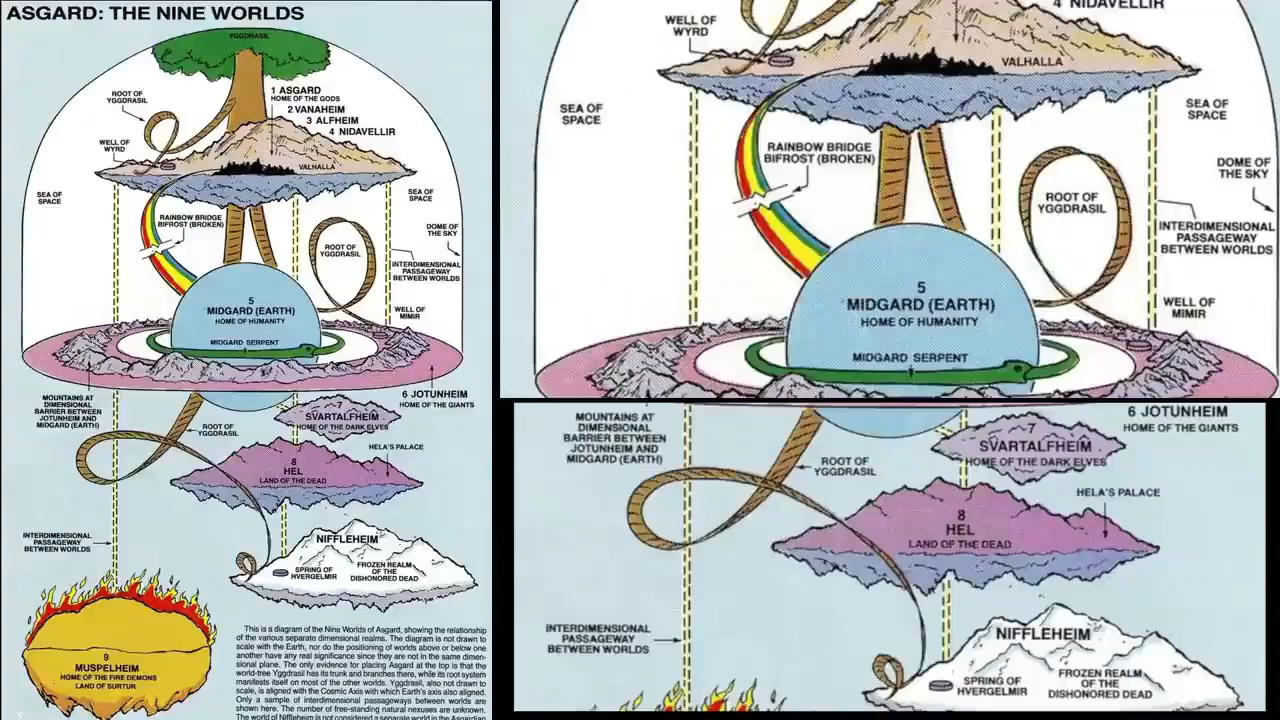 ASGARD: THE NINE WORLDS
YGGDRASIL
ROOT OF
YGGDRASIL
1 ASGARD
HOME OF THE GODS
2 VANAHEIM
3 ALFHEIM
4 NIDAVELLIR
WELL OF
WYRD
VALHALLA
SEA OF
SPACE
SEA OF
SPACE
RAINBOW BRIDGE
BIFROST (BROKEN)
DOME OF
THE SKY
ROOT OF
YGGDRASIL
INTERDIMENSIONAL
PASSAGEWAY
BETWEEN WORLDS
5
MIDGARD (EARTH)
HOME OF HUMANITY
WELL OF
MIMIR
MIDGARD SERPENT
MOUNTAINS AT
DIMENSIONAL
BARRIER BETWEEN
JOTUNHEIM AND
MIDGARD (EARTH)
6 JOTUNHEIM
HOME OF THE GIANTS
7
SVARTALFHEIM
HOME OF THE DARK ELVES
ROOT OF
YGGDRASIL
HELA'S PALACE
8
HEL
LAND OF THE DEAD
INTERDIMENSIONAL
PASSAGEWAY
BETWEEN WORLDS
NIFFLEHEIM
SPRING OF
HVERGELMIR
FROZEN REALM
OF THE
DISHONORED DEAD
9
MUSPELHEIM
HOME OF THE FIRE DEMONS
LAND OF SURTUR
This is a diagram of the Nine Worlds of Asgard, showing the relationship
of the various separate dimensional realms. The diagram is not drawn to
scale with the Earth, nor do the positioning of worlds above or below one
another have any real significance since they are not in the same dimen-
sional plane. The only evidence for placing Asgard at the top is that the
world-tree Yggdrasil has its trunk and branches there, while its root system
manifests itself on most of the other worlds. Yggdrasil, also not drawn to
scale, is aligned with the Cosmic Axis with which Earth's axis also aligned.
Only a sample of interdimensional passageways between worlds are
shown here. The number of free-standing natural nexuses are unknown.
The world of Niffleheim is not considered a separate world in the Asgardian
4 NIDAVELLIR
WELL OF
WYRD
VALHALLA
SEA OF
SPACE
SEA OF
SPACE
RAINBOW BRIDGE
BIFROST (BROKEN)
DOME OF
THE SKY
ROOT OF
YGGDRASIL
INTERDIMENSIONAL
PASSAGEWAY
BETWEEN WORLDS
5
MIDGARD (EARTH)
HOME OF HUMANITY
WELL OF
MIMIR
MIDGARD SERPENT
MOUNTAINS AT
DIMENSIONAL
BARRIER BETWEEN
JOTUNHEIM AND
MIDGARD (EARTH)
6 JOTUNHEIM
HOME OF THE GIANTS
7
SVARTALFHEIM
HOME OF THE DARK ELVES
ROOT OF
YGGDRASIL
HELA'S PALACE
8
HEL
LAND OF THE DEAD
INTERDIMENSIONAL
PASSAGEWAY
BETWEEN WORLDS
NIFFLEHEIM
SPRING OF
HVERGELMIR
FROZEN REALM
OF THE
DISHONORED DEAD